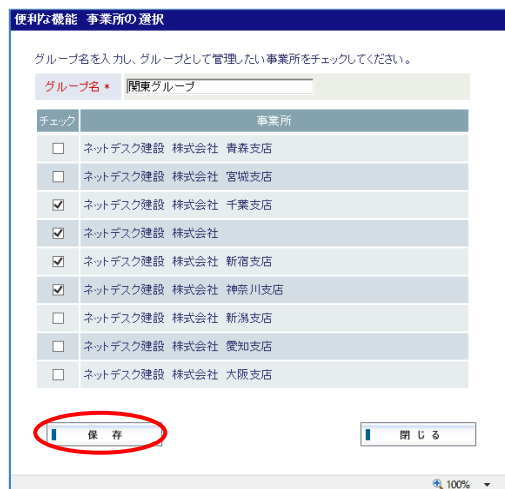 便利な機能 事業所の選択
グループ名を入力し、グループとして管理したい事業所をチェックしてください。
グループ名 * 関東グループ
チェック 事業所
ネットデスク建設 株式会社 青森支店
ネットデスク建設 株式会社 宮城支店
ネットデスク建設 株式会社 千葉支店
ネットデスク建設 株式会社
ネットデスク建設 株式会社 新宿支店
ネットデスク建設 株式会社 神奈川支店
ネットデスク建設 株式会社 新潟支店
ネットデスク建設 株式会社 愛知支店
ネットデスク建設 株式会社 大阪支店
保 存 閉 じ る
100%